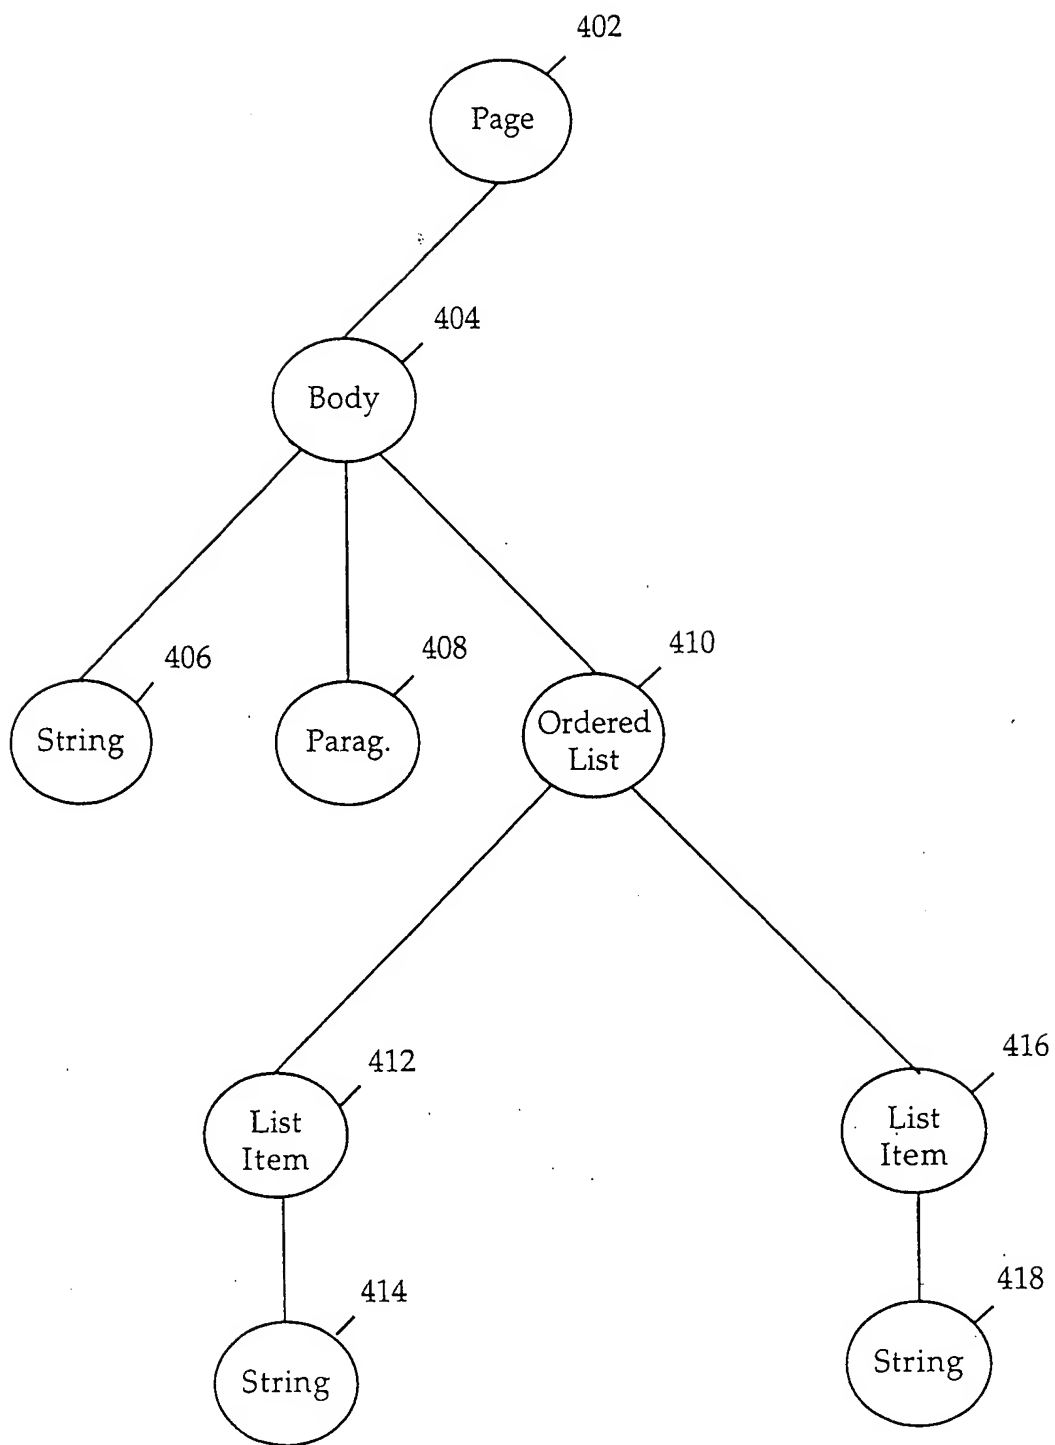 402
Page
404
Body
406
408
410
String
Parag.
Ordered
List
412
416
List
Item
List
Item
414
418
String
String